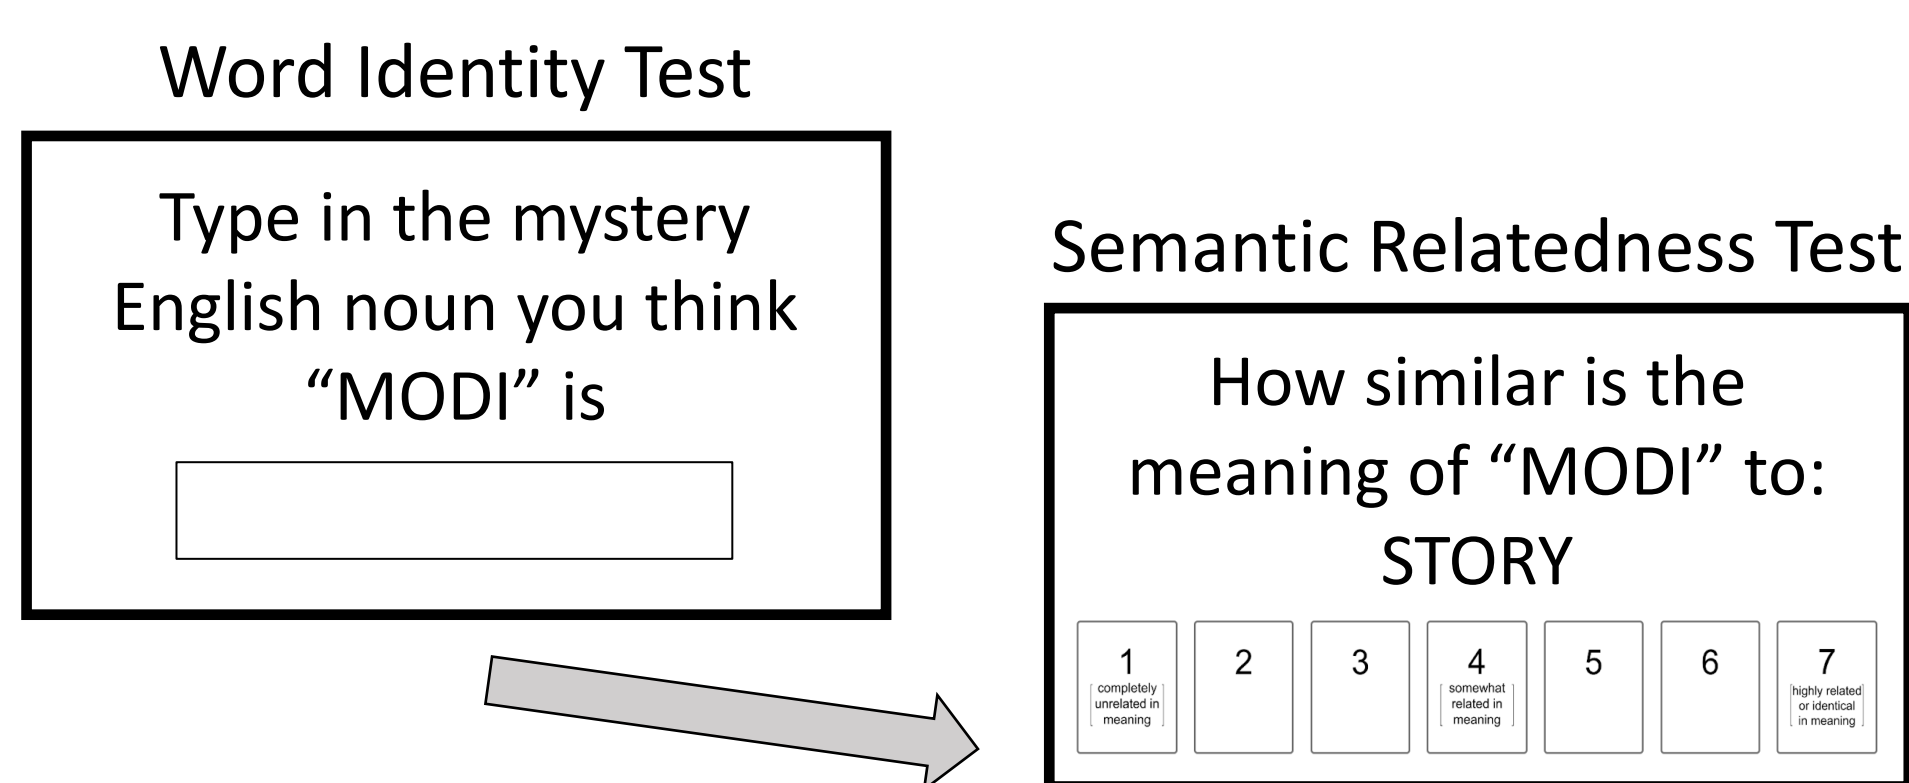 Word Identity Test
Type in the mystery
English noun you think
“MODI” is
Semantic Relatedness Test
How similar is the
meaning of “MODI” to:
STORY
1 2 3 4 5 6 7
[completely unrelated in meaning] [somewhat related in meaning] [highly related or identical in meaning]